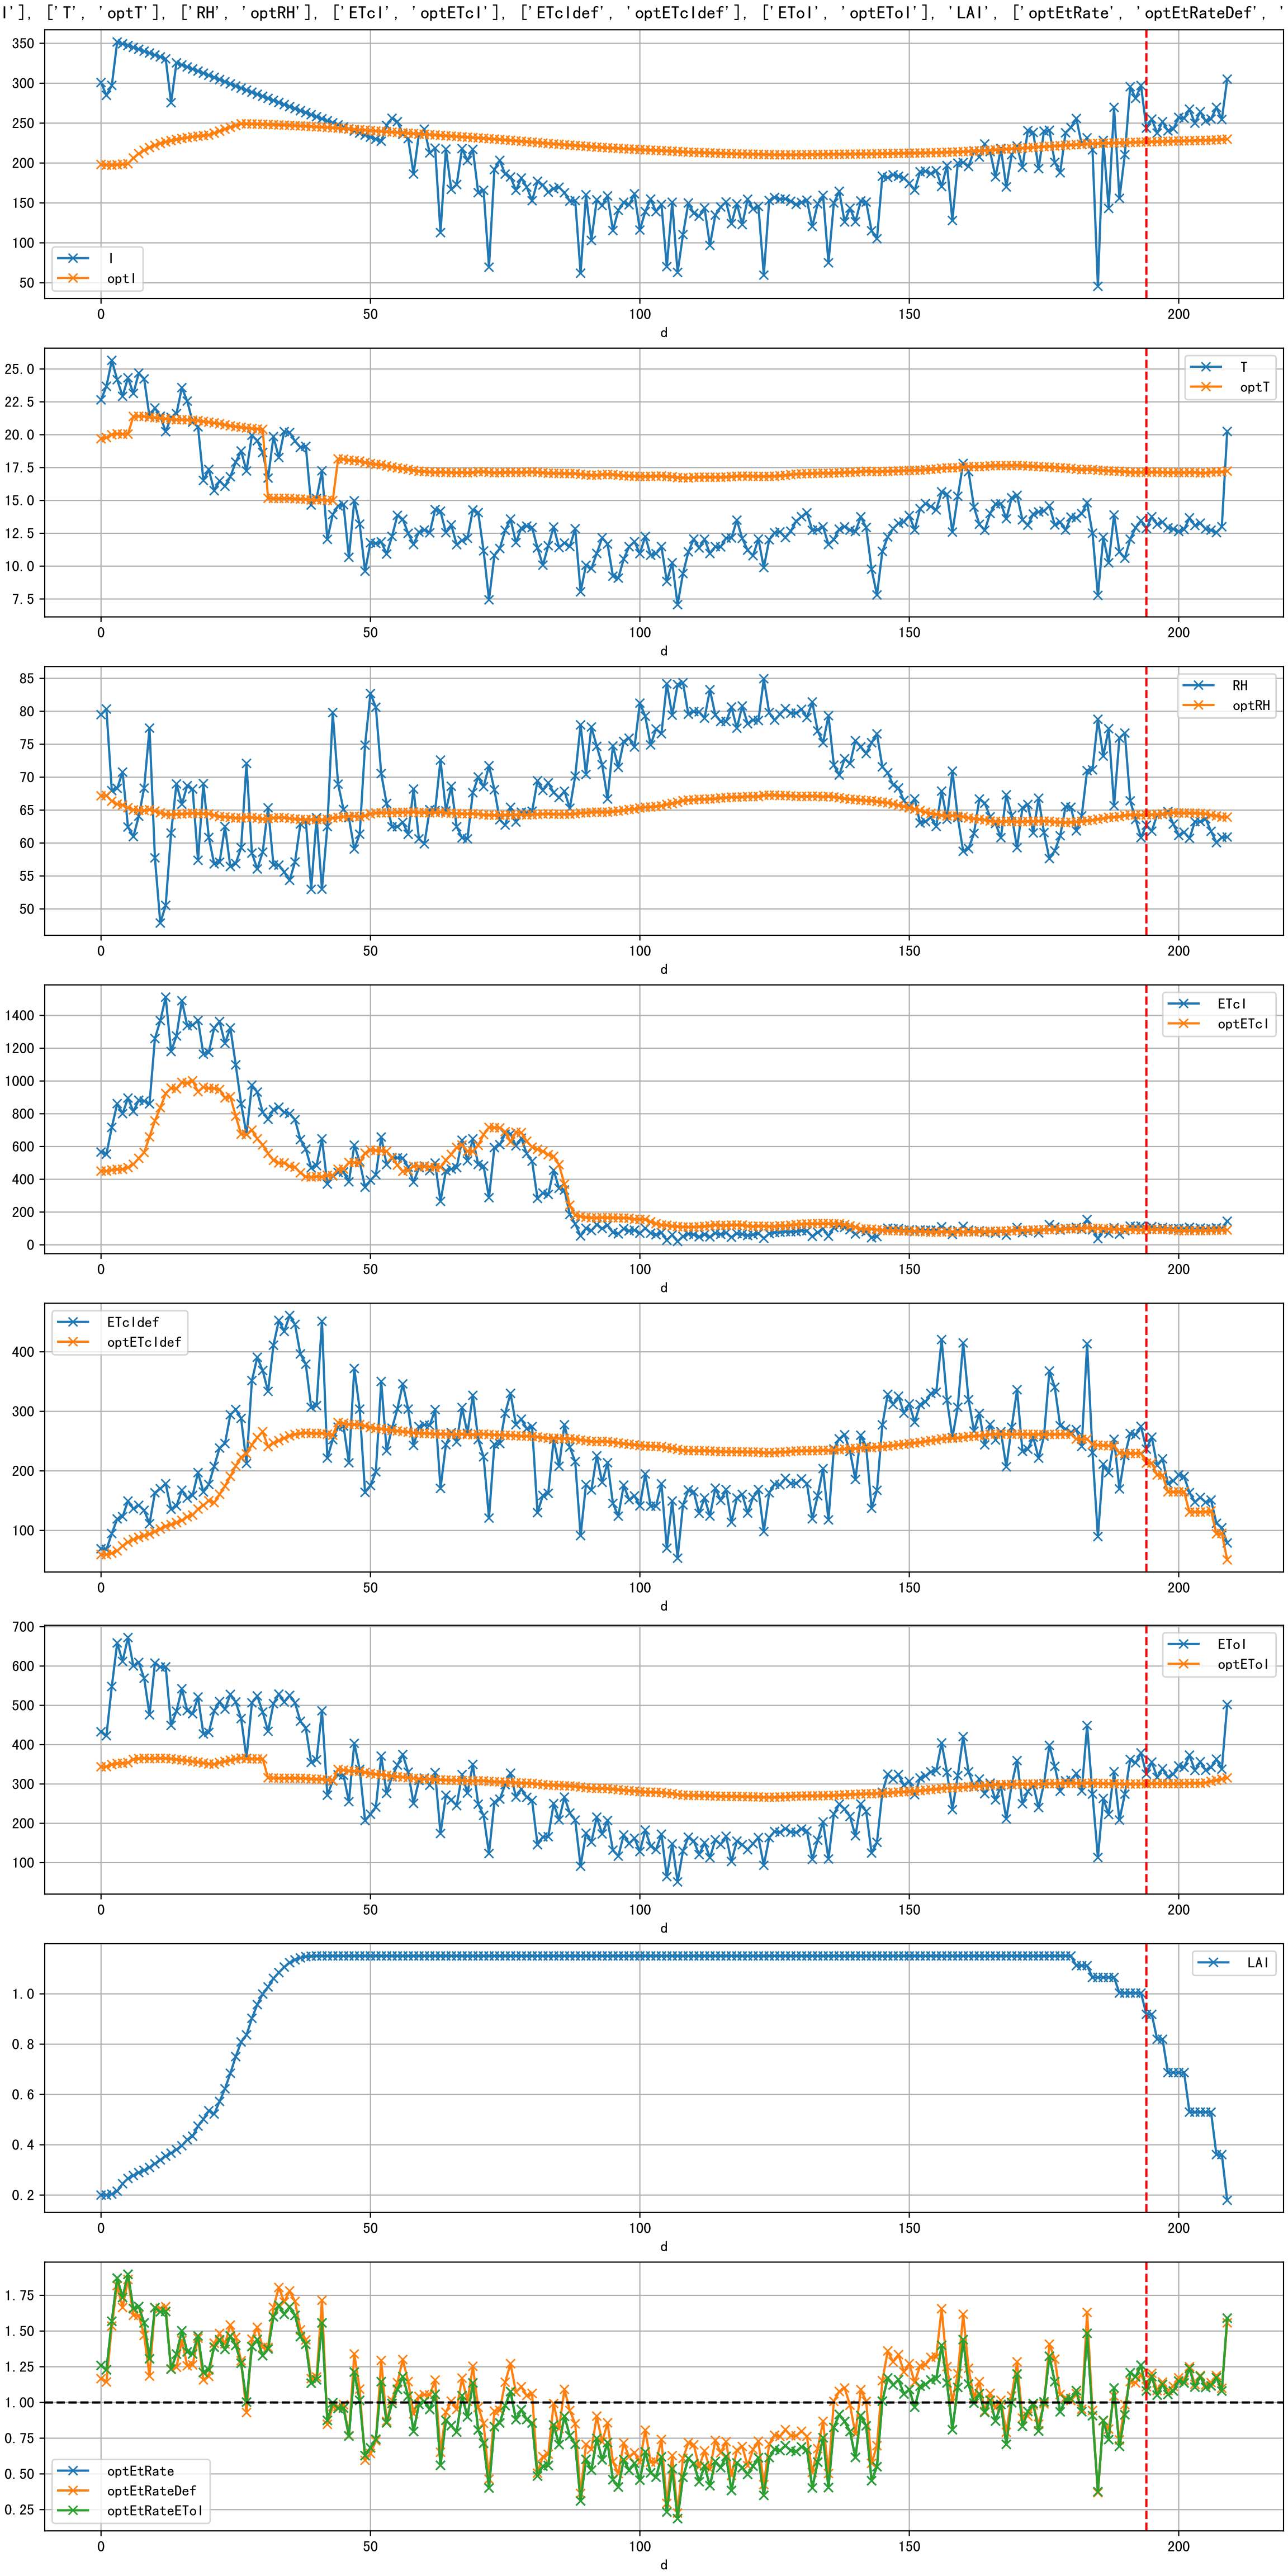 I'], ['T', 'optT'], ['RH', 'optRH'], ['ETcI', 'optETcI'], ['ETcIdef', 'optETcIdef'], ['EToI', 'optEToI'], 'LAI', ['optEtRate', 'optEtRateDef', '
350
300
250
200
150
100
50
I
optI
0 50 100 150 200
d
25.0
22.5
20.0
17.5
15.0
12.5
10.0
7.5
T
optT
0 50 100 150 200
d
85
80
75
70
65
60
55
50
RH
optRH
0 50 100 150 200
d
1400
1200
1000
800
600
400
200
0
ETcI
optETcI
0 50 100 150 200
d
400
300
200
100
ETcIdef
optETcIdef
0 50 100 150 200
d
700
600
500
400
300
200
100
EToI
optEToI
0 50 100 150 200
d
1.0
0.8
0.6
0.4
0.2
LAI
0 50 100 150 200
d
1.75
1.50
1.25
1.00
0.75
0.50
0.25
optEtRate
optEtRateDef
optEtRateEToI
0 50 100 150 200
d